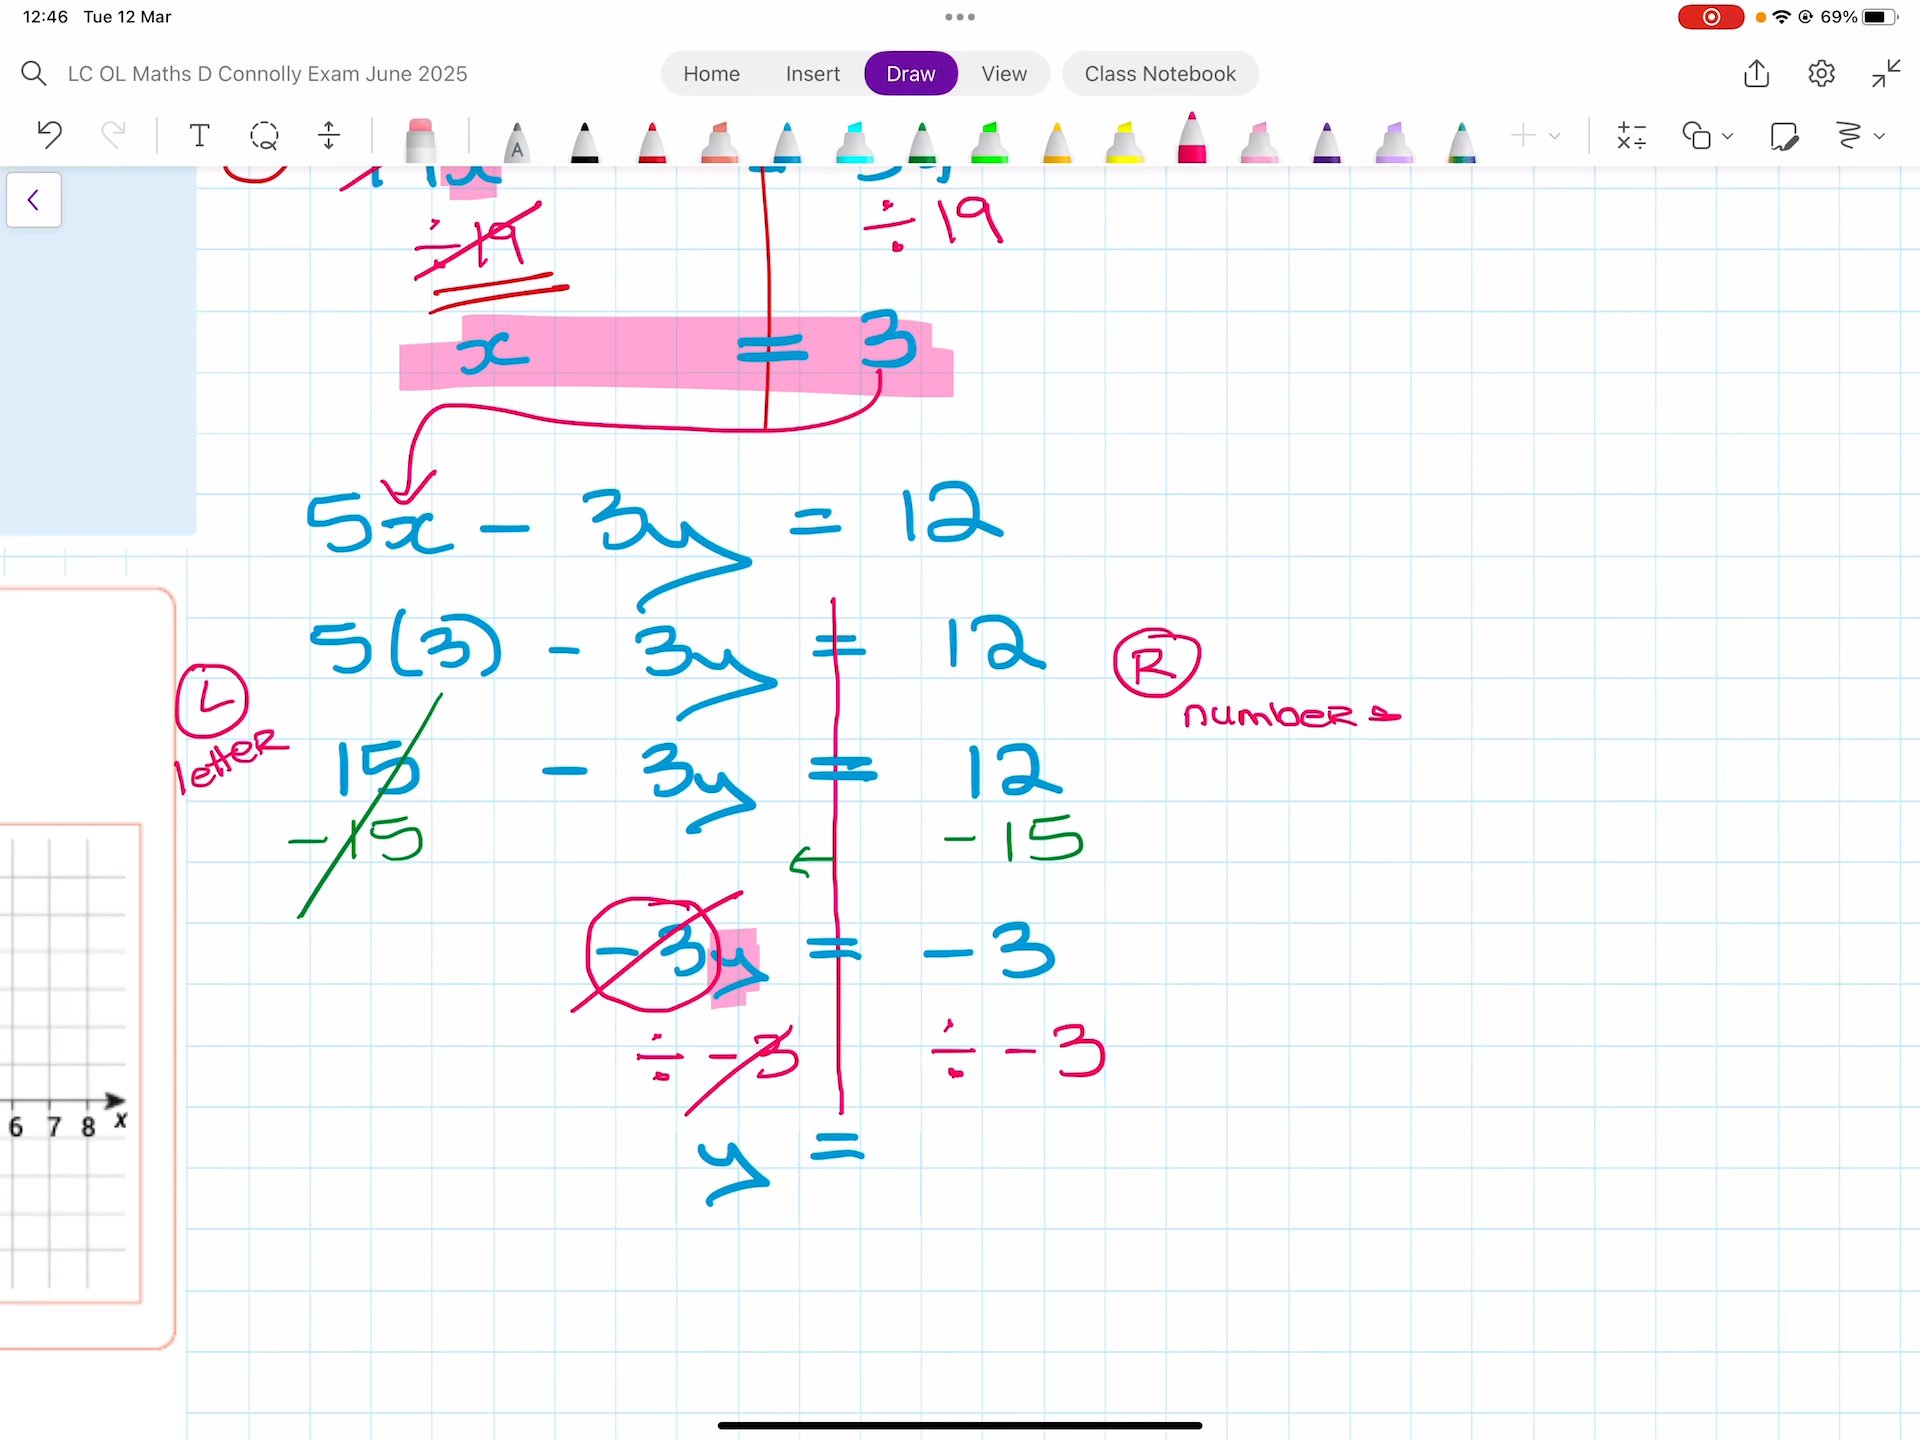 12:46 Tue 12 Mar
69%
LC OL Maths D Connolly Exam June 2025
Home Insert Draw View Class Notebook
T A
÷ 19 ÷ 19
x = 3
5x - 3y = 12
5(3) - 3y = 12
L R
letter numbers
15 - 3y = 12
-15 -15
-3y = -3
÷ -3 ÷ -3
y =
6 7 8 x